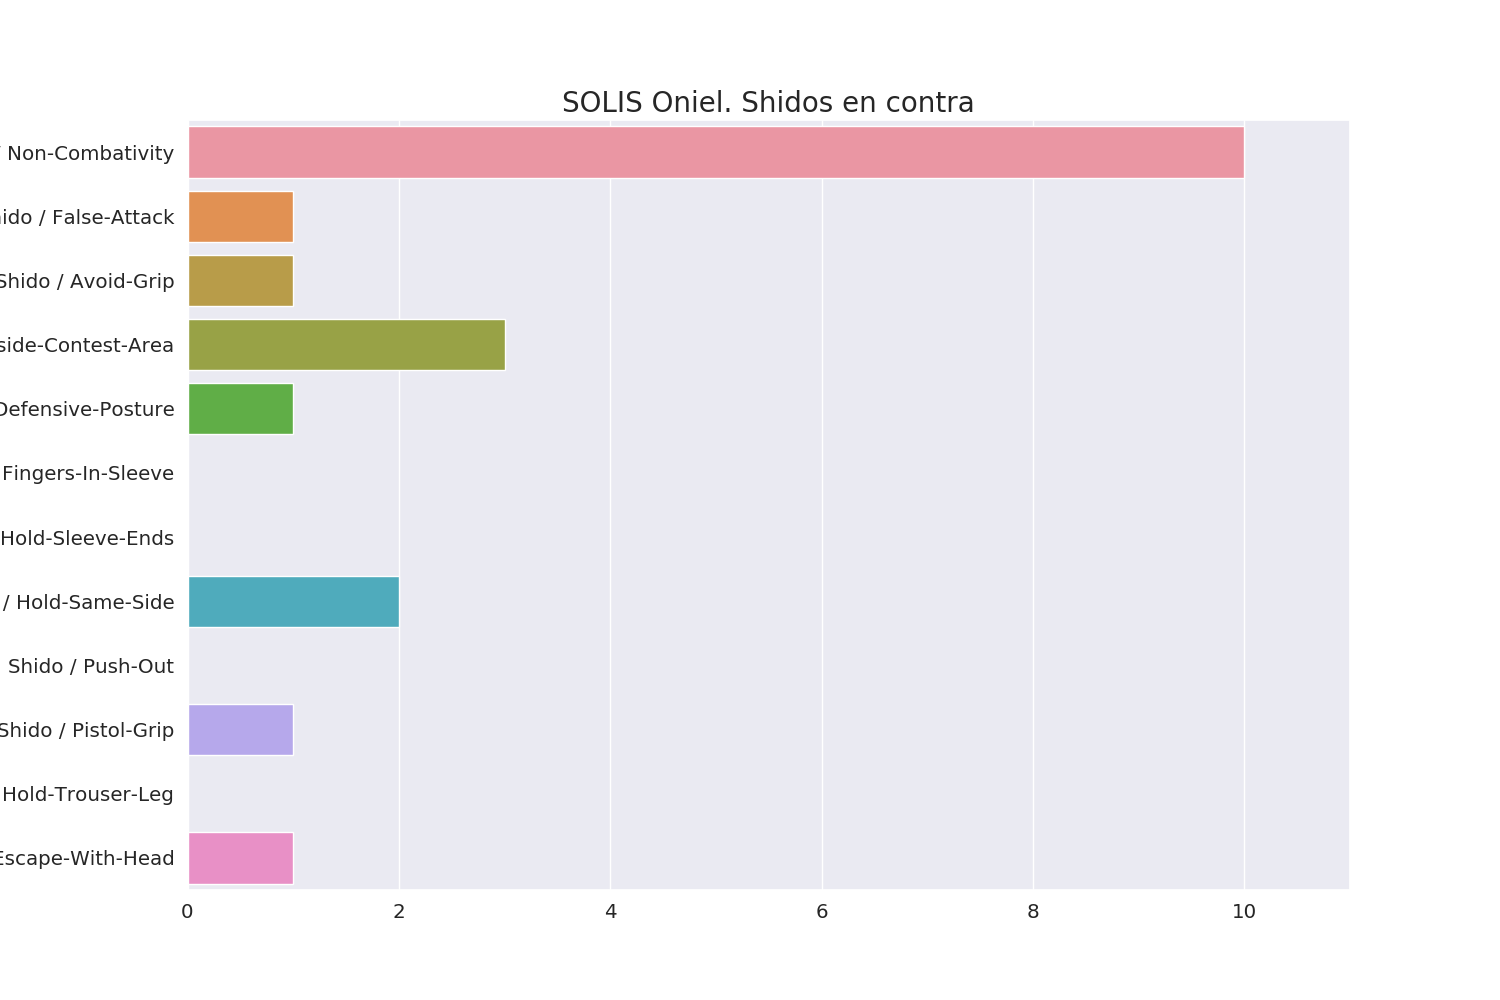 SOLIS Oniel. Shidos en contra
/ Non-Combativity
ido / False-Attack
Shido / Avoid-Grip
side-Contest-Area
Defensive-Posture
Fingers-In-Sleeve
Hold-Sleeve-Ends
/ Hold-Same-Side
Shido / Push-Out
Shido / Pistol-Grip
Hold-Trouser-Leg
Escape-With-Head
0 2 4 6 8 10